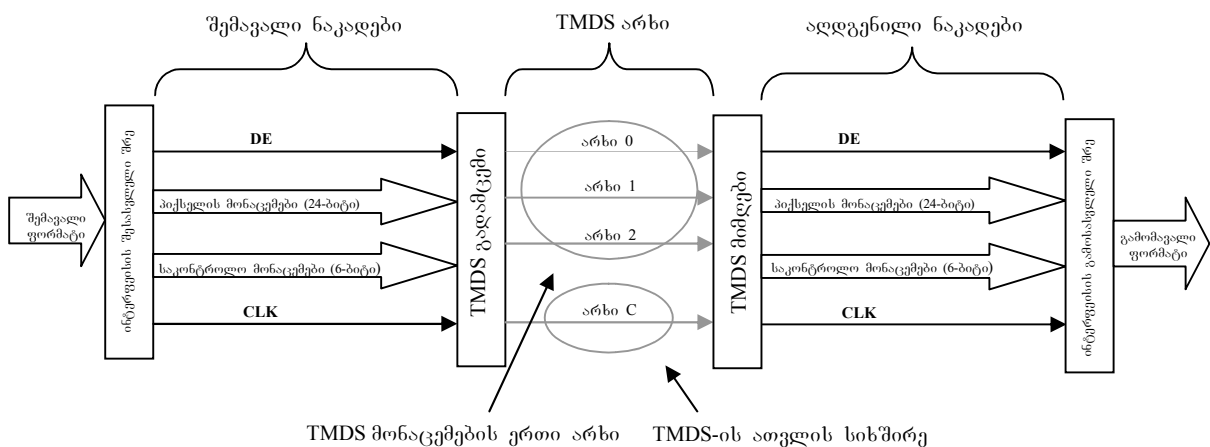 შემავალი ნაკადები
TMDS არხი
აღდგენილი ნაკადები
შემავალი
ფორმატი
ინტერფეისის შესასვლელი შრე
DE
პიქსელის მონაცემები (24-ბიტი)
საკონტროლო მონაცემები (6-ბიტი)
CLK
TMDS გადამცემი
არხი 0
არხი 1
არხი 2
არხი C
TMDS მიმღები
DE
პიქსელის მონაცემები (24-ბიტი)
საკონტროლო მონაცემები (6-ბიტი)
CLK
ინტერფეისის გამოსასვლელი შრე
გამომავალი
ფორმატი
TMDS მონაცემების ერთი არხი
TMDS-ის ათვლის სიხშირე